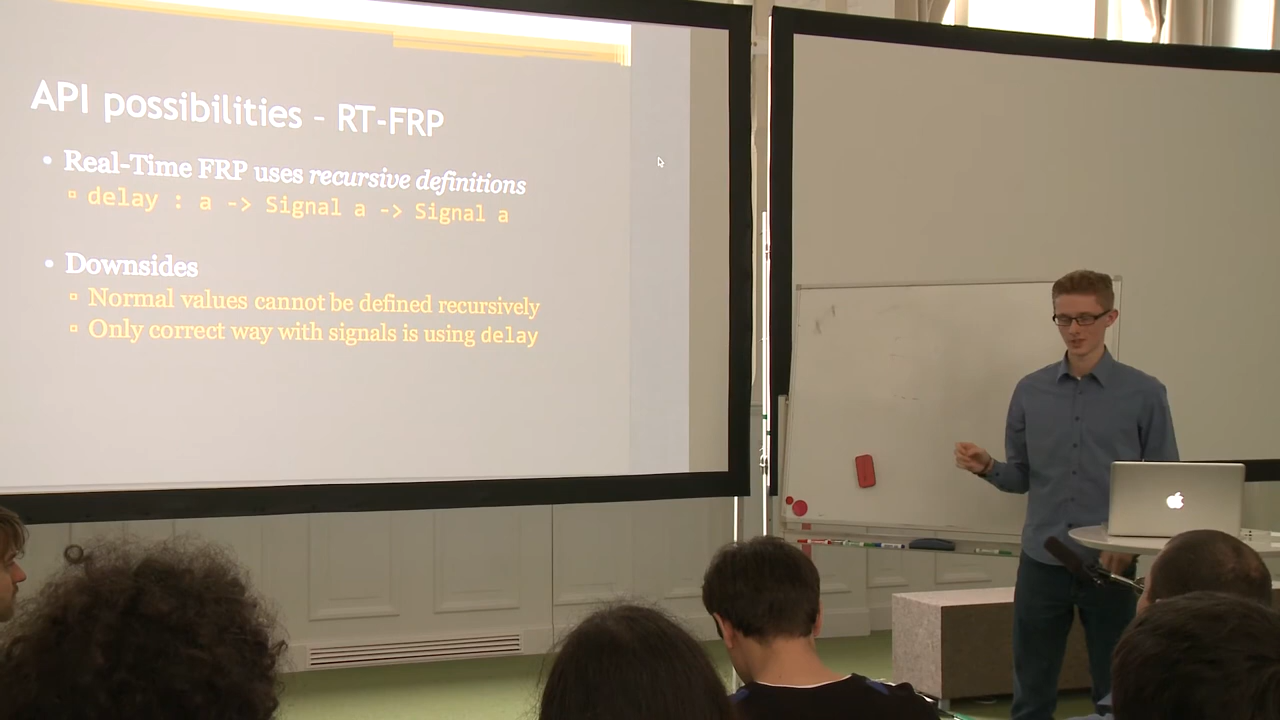 API possibilities – RT-FRP
• Real-Time FRP uses recursive definitions
▫ delay : a -> Signal a -> Signal a
• Downsides
▫ Normal values cannot be defined recursively
▫ Only correct way with signals is using delay